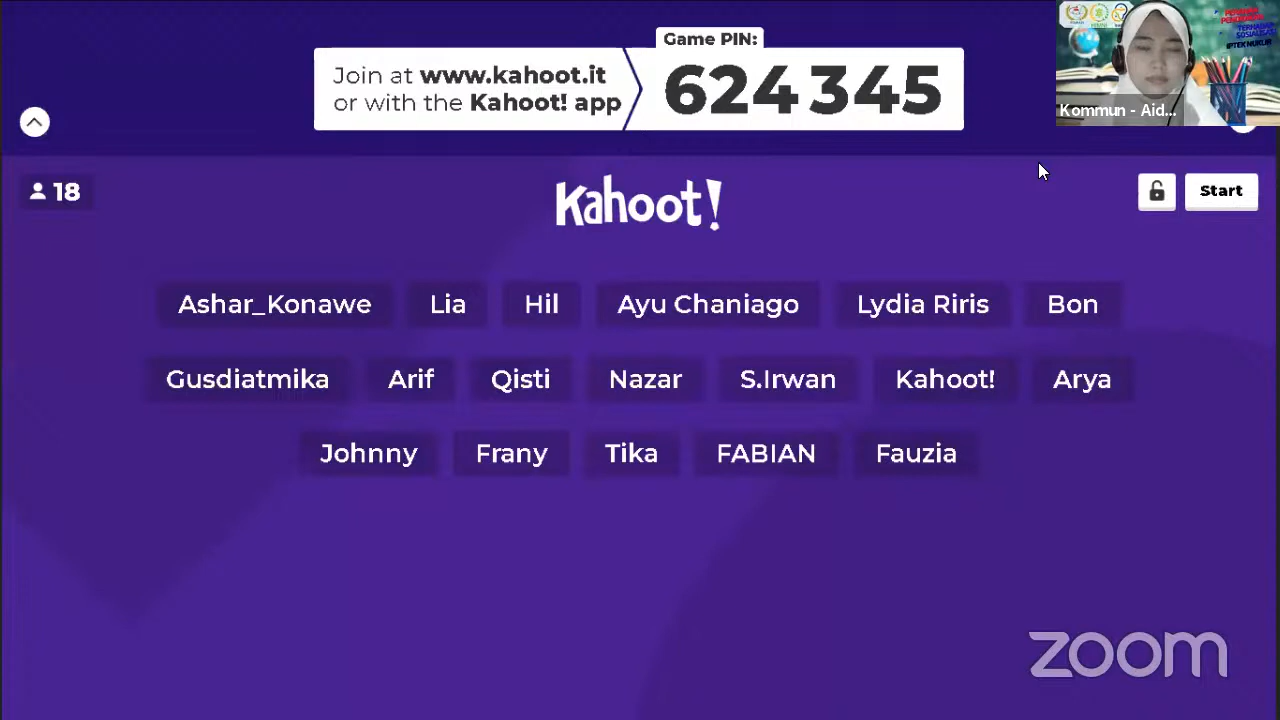 Game PIN:
Join at www.kahoot.it
or with the Kahoot! app
624 345
Kommun - Aid...
18
Kahoot!
Start
Ashar_Konawe Lia Hil Ayu Chaniago Lydia Riris Bon
Gusdiatmika Arif Qisti Nazar S.Irwan Kahoot! Arya
Johnny Frany Tika FABIAN Fauzia
zoom